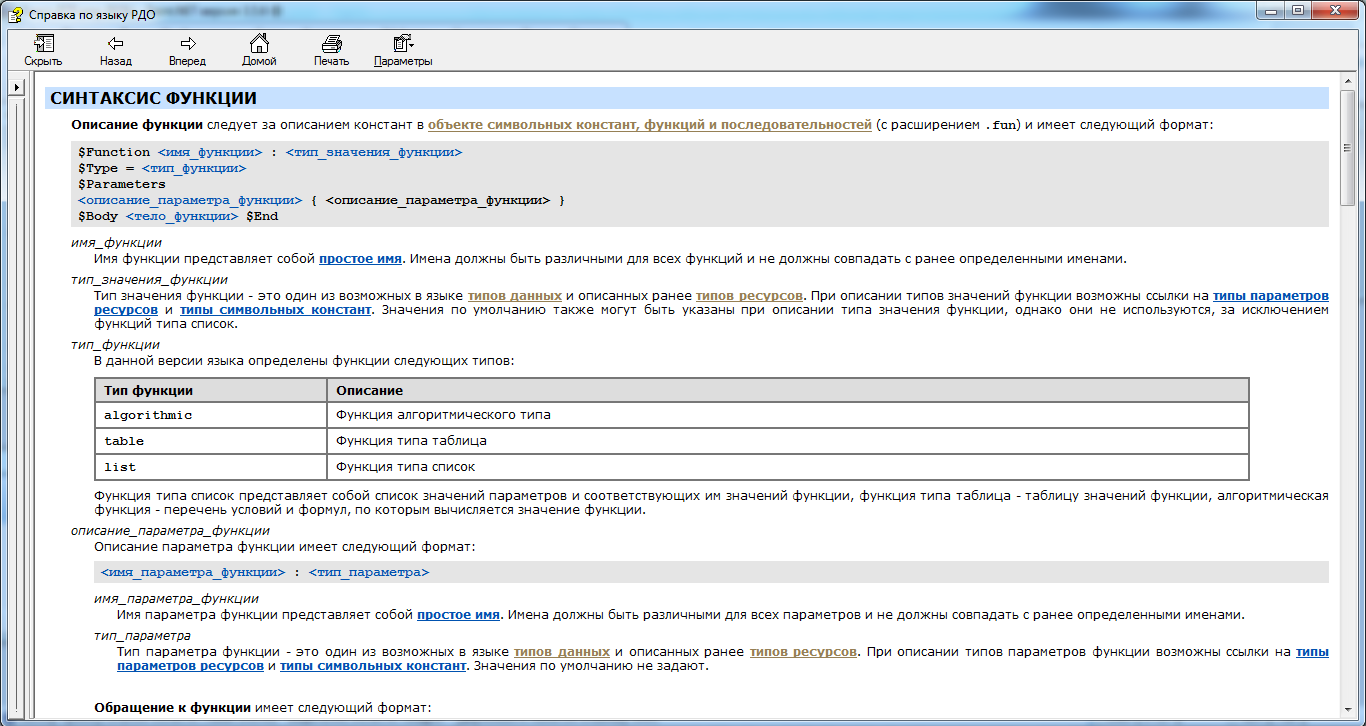 Справка по языку РДО
Скрыть Назад Вперед Домой Печать Параметры
СИНТАКСИС ФУНКЦИИ
Описание функции следует за описанием констант в объекте символьных констант, функций и последовательностей (с расширением .fun) и имеет следующий формат:
$Function <имя_функции> : <тип_значения_функции>
$Type = <тип_функции>
$Parameters
<описание_параметра_функции> { <описание_параметра_функции> }
$Body <тело_функции> $End
имя_функции
Имя функции представляет собой простое имя. Имена должны быть различными для всех функций и не должны совпадать с ранее определенными именами.
тип_значения_функции
Тип значения функции - это один из возможных в языке типов данных и описанных ранее типов ресурсов. При описании типов значений функции возможны ссылки на типы параметров
ресурсов и типы символьных констант. Значения по умолчанию также могут быть указаны при описании типа значения функции, однако они не используются, за исключением
функций типа список.
тип_функции
В данной версии языка определены функции следующих типов:
Тип функции Описание
algorithmic Функция алгоритмического типа
table Функция типа таблица
list Функция типа список
Функция типа список представляет собой список значений параметров и соответствующих им значений функции, функция типа таблица - таблицу значений функции, алгоритмическая
функция - перечень условий и формул, по которым вычисляется значение функции.
описание_параметра_функции
Описание параметра функции имеет следующий формат:
<имя_параметра_функции> : <тип_параметра>
имя_параметра_функции
Имя параметра функции представляет собой простое имя. Имена должны быть различными для всех параметров и не должны совпадать с ранее определенными именами.
тип_параметра
Тип параметра функции - это один из возможных в языке типов данных и описанных ранее типов ресурсов. При описании типов параметров функции возможны ссылки на типы
параметров ресурсов и типы символьных констант. Значения по умолчанию не задают.
Обращение к функции имеет следующий формат: